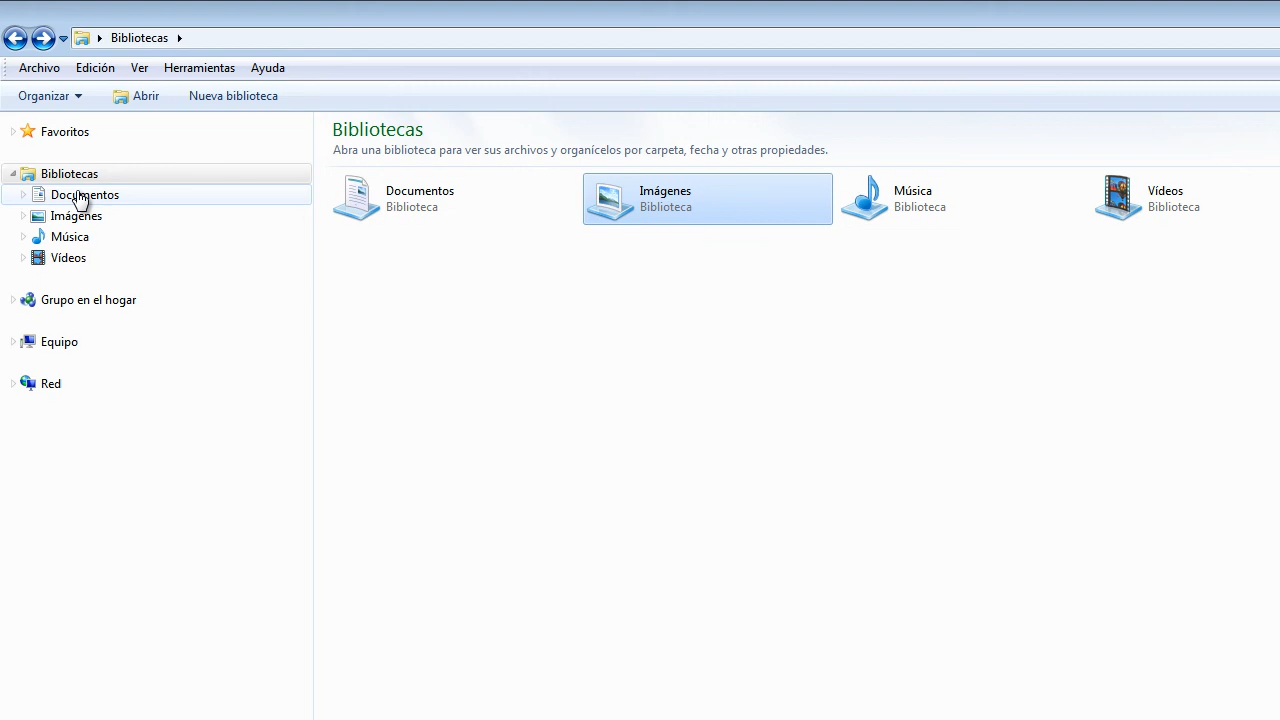 Bibliotecas
Archivo Edición Ver Herramientas Ayuda
Organizar Abrir Nueva biblioteca
Favoritos
Bibliotecas
Documentos
Imágenes
Música
Vídeos
Grupo en el hogar
Equipo
Red
Bibliotecas
Abra una biblioteca para ver sus archivos y organícelos por carpeta, fecha y otras propiedades.
Documentos
Biblioteca
Imágenes
Biblioteca
Música
Biblioteca
Vídeos
Biblioteca